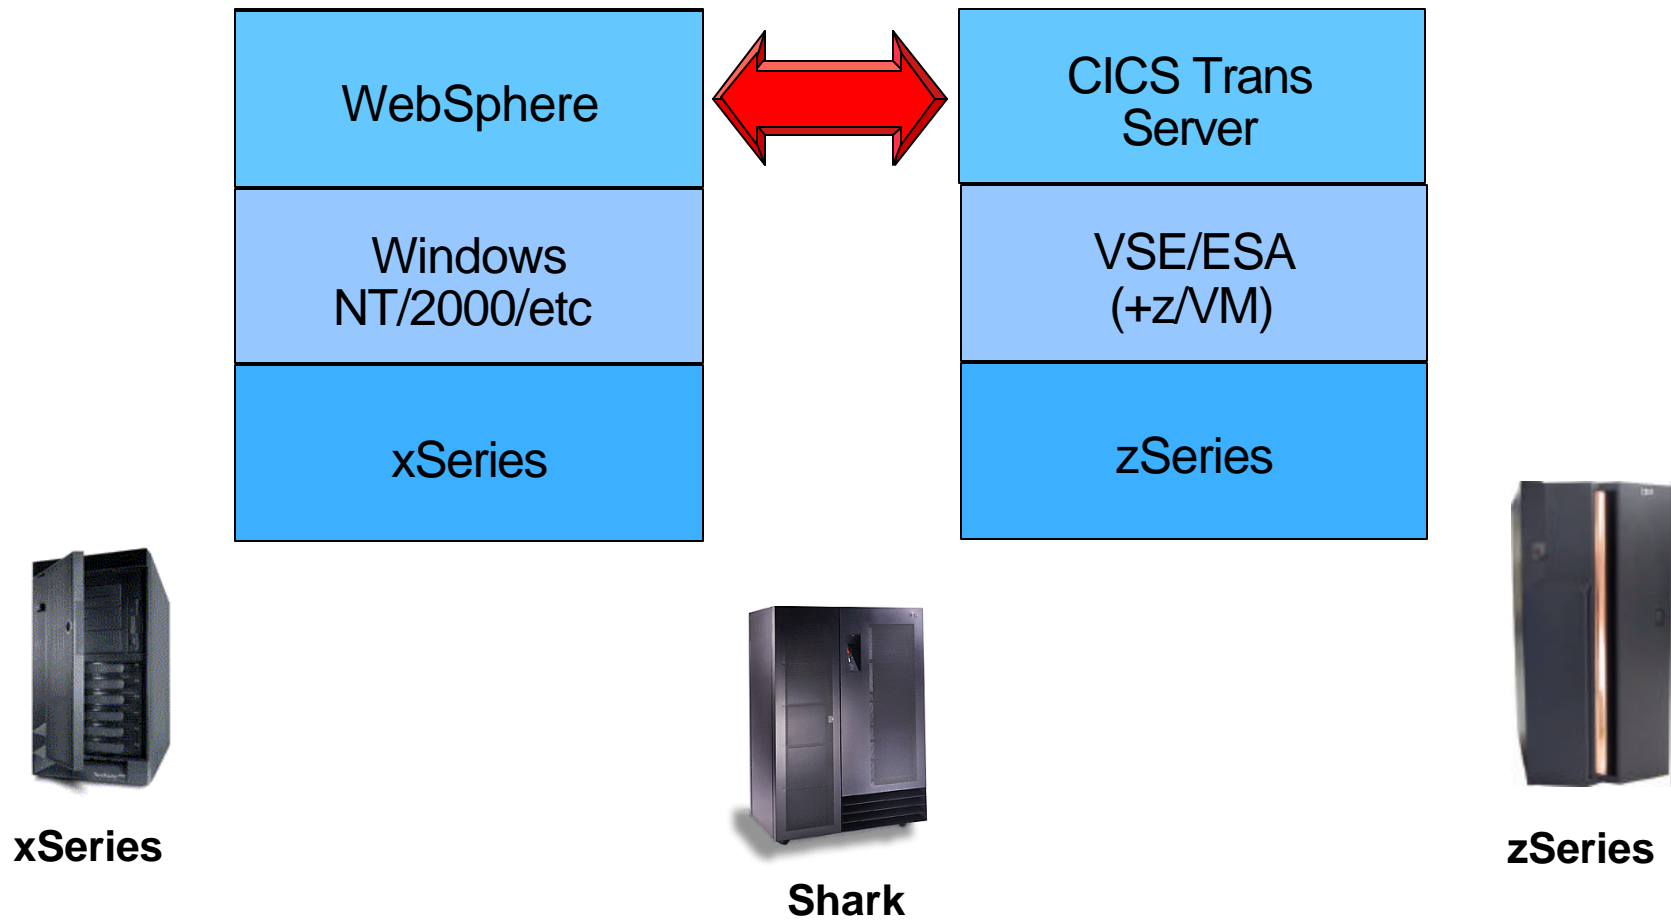 WebSphere
CICS Trans
Server
Windows
NT/2000/etc
VSE/ESA
(+z/VM)
xSeries
zSeries
xSeries
Shark
zSeries